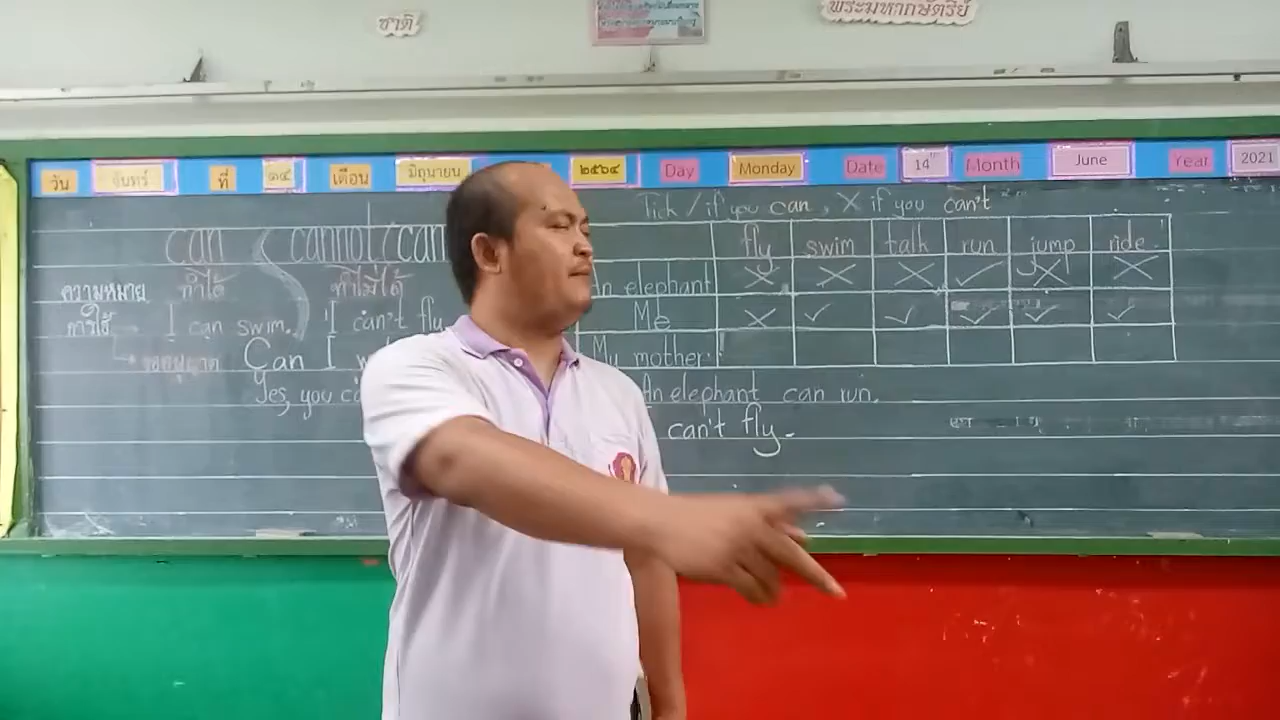 ชาติ
พระมหากษัตริย์
วัน จันทร์ ที่ ๑๔ เดือน มิถุนายน ๒๕๖๔ Day Monday Date 14th Month June Year 2021
Tick / if you can, X if you can't
can cannot/can
fly swim talk run jump ride
ความหมาย ทำได้ ทำไม่ได้
An elephant X X X ✓ X X
การใช้ I can swim. I can't fly
Me X ✓ ✓ ✓ ✓ ✓
ขออนุญาต Can I
My mother
Yes, you
An elephant can run.
can't fly.